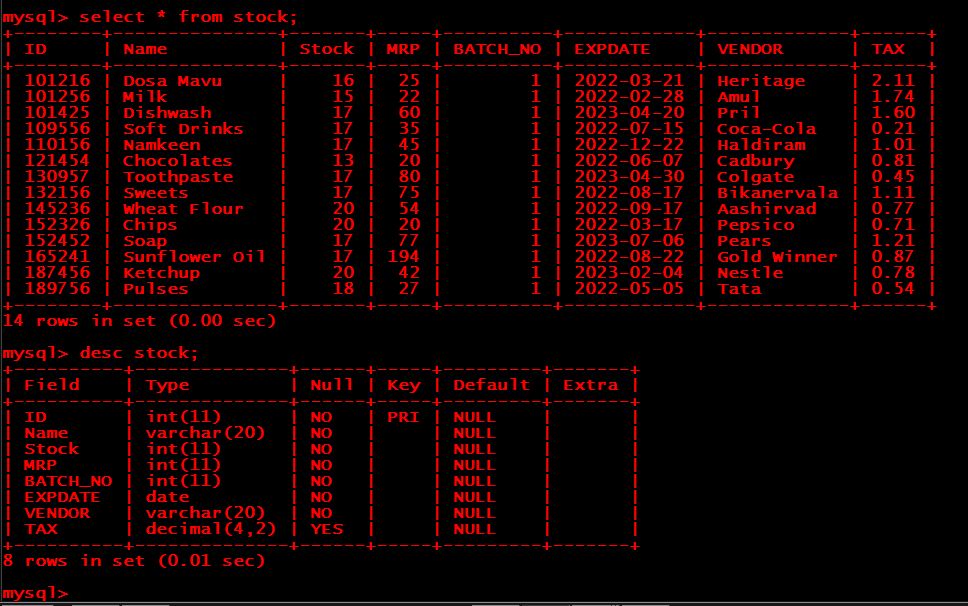 mysql> select * from stock;
+--------+---------------+-------+-----+----------+------------+-------------+------+
| ID     | Name          | Stock | MRP | BATCH_NO | EXPDATE    | VENDOR      | TAX  |
+--------+---------------+-------+-----+----------+------------+-------------+------+
| 101216 | Dosa Mavu     |    16 |  25 |        1 | 2022-03-21 | Heritage    | 2.11 |
| 101256 | Milk          |    15 |  22 |        1 | 2022-02-28 | Amul        | 1.74 |
| 101425 | Dishwash      |    17 |  60 |        1 | 2023-04-20 | Pril        | 1.60 |
| 109556 | Soft Drinks   |    17 |  35 |        1 | 2022-07-15 | Coca-Cola   | 0.21 |
| 110156 | Namkeen       |    17 |  45 |        1 | 2022-12-22 | Haldiram    | 1.01 |
| 121454 | Chocolates    |    13 |  20 |        1 | 2022-06-07 | Cadbury     | 0.81 |
| 130957 | Toothpaste    |    17 |  80 |        1 | 2023-04-30 | Colgate     | 0.45 |
| 132156 | Sweets        |    17 |  75 |        1 | 2022-08-17 | Bikanervala | 1.11 |
| 145236 | Wheat Flour   |    20 |  54 |        1 | 2022-09-17 | Aashirvad   | 0.77 |
| 152326 | Chips         |    20 |  20 |        1 | 2022-03-17 | Pepsico     | 0.71 |
| 152452 | Soap          |    17 |  77 |        1 | 2023-07-06 | Pears       | 1.21 |
| 165241 | Sunflower Oil |    17 | 194 |        1 | 2022-08-22 | Gold Winner | 0.87 |
| 187456 | Ketchup       |    20 |  42 |        1 | 2023-02-04 | Nestle      | 0.78 |
| 189756 | Pulses        |    18 |  27 |        1 | 2022-05-05 | Tata        | 0.54 |
+--------+---------------+-------+-----+----------+------------+-------------+------+
14 rows in set (0.00 sec)
mysql> desc stock;
+----------+--------------+------+-----+---------+-------+
| Field    | Type         | Null | Key | Default | Extra |
+----------+--------------+------+-----+---------+-------+
| ID       | int(11)      | NO   | PRI | NULL    |       |
| Name     | varchar(20)  | NO   |     | NULL    |       |
| Stock    | int(11)      | NO   |     | NULL    |       |
| MRP      | int(11)      | NO   |     | NULL    |       |
| BATCH_NO | int(11)      | NO   |     | NULL    |       |
| EXPDATE  | date         | NO   |     | NULL    |       |
| VENDOR   | varchar(20)  | NO   |     | NULL    |       |
| TAX      | decimal(4,2) | YES  |     | NULL    |       |
+----------+--------------+------+-----+---------+-------+
8 rows in set (0.01 sec)
mysql>